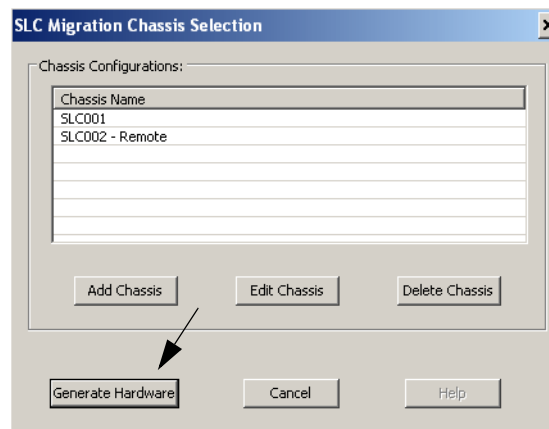 SLC Migration Chassis Selection
Chassis Configurations:
Chassis Name
SLC001
SLC002 - Remote
Add Chassis Edit Chassis Delete Chassis
Generate Hardware Cancel Help